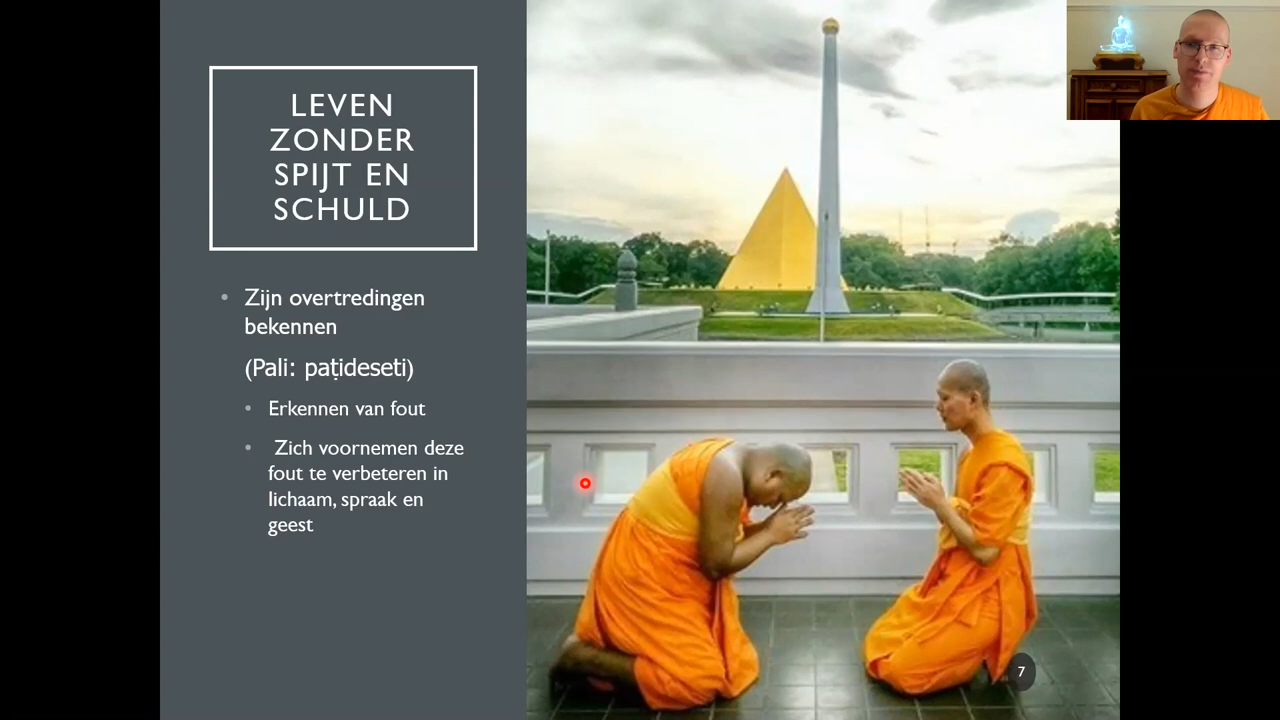 LEVEN
ZONDER
SPIJT EN
SCHULD
• Zijn overtredingen
bekennen
(Pali: paṭideseti)
• Erkennen van fout
• Zich voornemen deze
fout te verbeteren in
lichaam, spraak en
geest
7